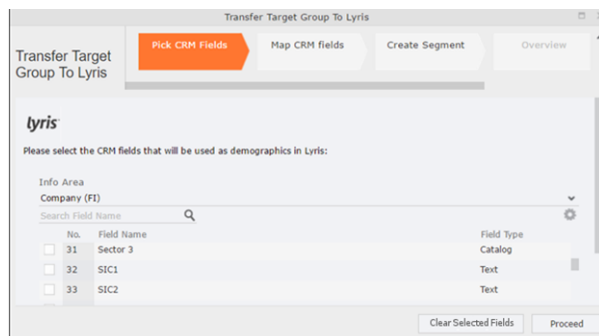 Transfer Target Group To Lyris
Transfer Target
Group To Lyris
Pick CRM Fields
Map CRM fields
Create Segment
Overview
lyris
Please select the CRM fields that will be used as demographics in Lyris:
Info Area
Company (FI)
Search Field Name
No. Field Name Field Type
31 Sector 3 Catalog
32 SIC1 Text
33 SIC2 Text
Clear Selected Fields Proceed